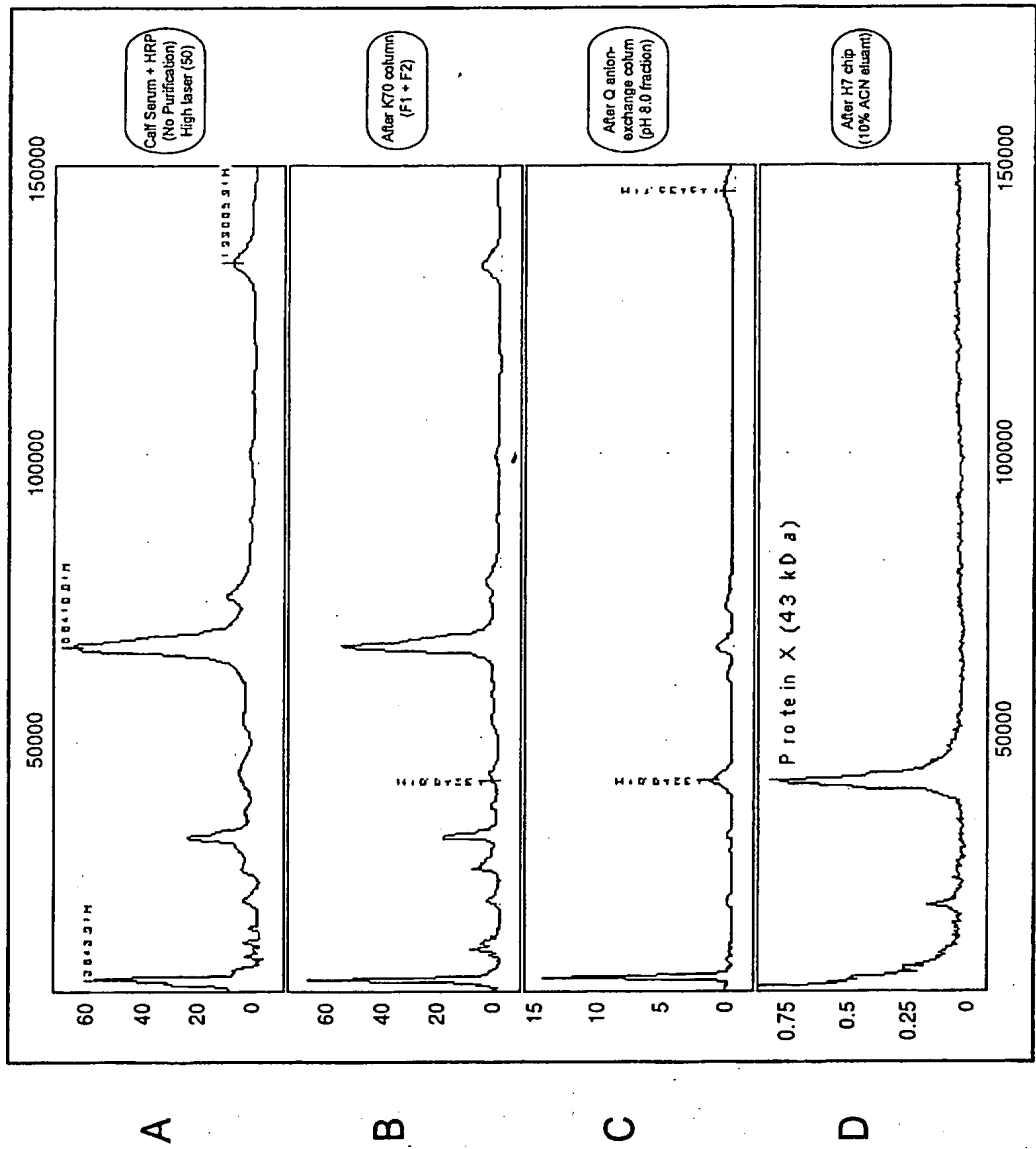 50000
100000
150000
A
60
40
20
0
Calf Serum + HRP
(No Purification)
High laser (50)
B
60
40
20
0
After K70 column
(F1 + F2)
C
15
10
5
0
After Q anion-
exchange colum
(pH 8.0 fraction)
D
0.75
0.5
0.25
0
Protein X (43 kDa)
After H7 chip
(10% ACN eluant)
50000
100000
150000